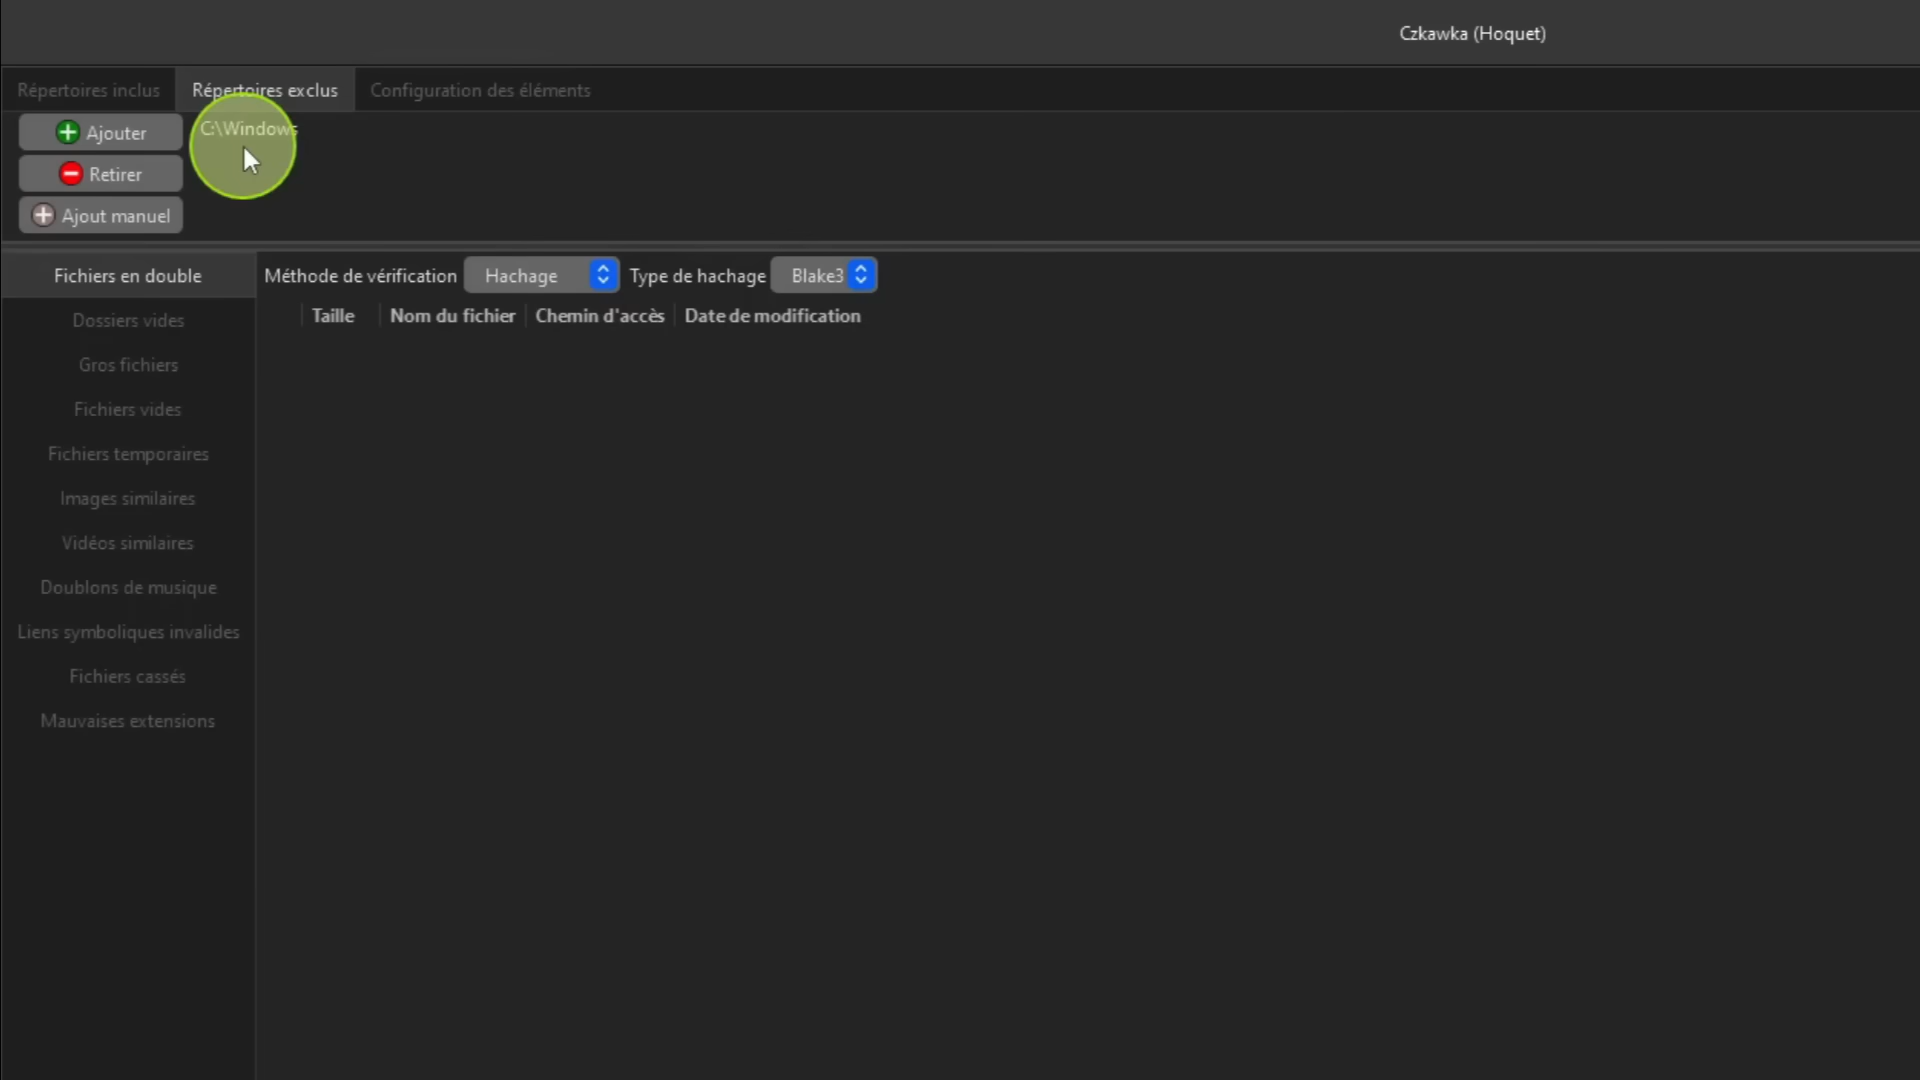 Czkawka (Hoquet)
Répertoires inclus
Répertoires exclus
Configuration des éléments
Ajouter
C:\Windows
Retirer
Ajout manuel
Fichiers en double
Méthode de vérification
Hachage
Type de hachage
Blake3
Taille
Nom du fichier
Chemin d'accès
Date de modification
Dossiers vides
Gros fichiers
Fichiers vides
Fichiers temporaires
Images similaires
Vidéos similaires
Doublons de musique
Liens symboliques invalides
Fichiers cassés
Mauvaises extensions